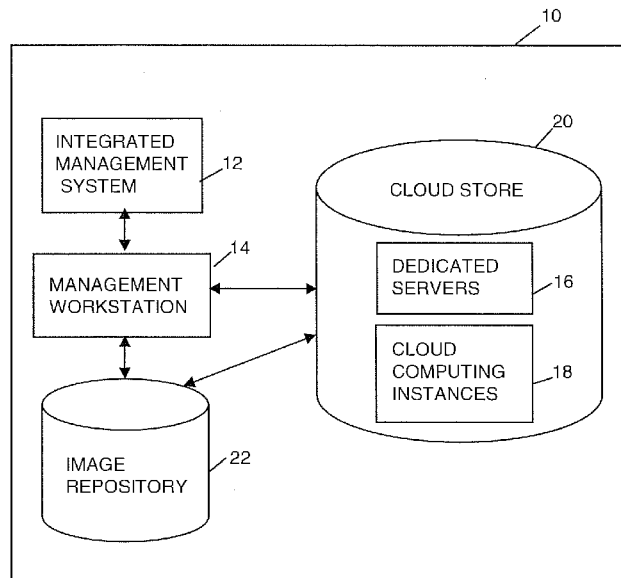 10
INTEGRATED
MANAGEMENT
SYSTEM
12
20
CLOUD STORE
14
MANAGEMENT
WORKSTATION
DEDICATED
SERVERS
16
CLOUD
COMPUTING
INSTANCES
18
IMAGE
REPOSITORY
22